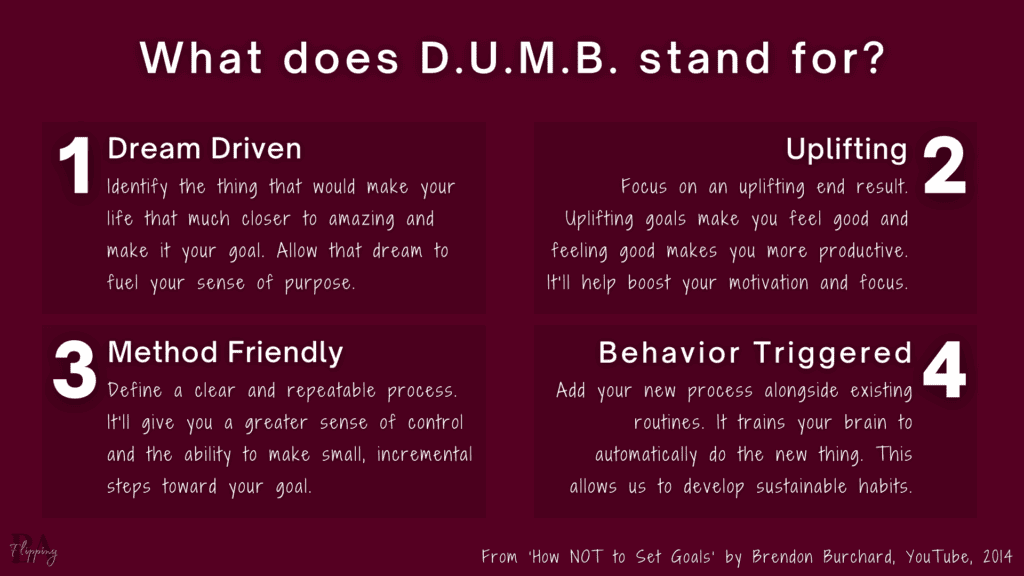 What does D.U.M.B. stand for?
1
Dream Driven
Identify the thing that would make your
life that much closer to amazing and
make it your goal. Allow that dream to
fuel your sense of purpose.
Uplifting
2
Focus on an uplifting end result.
Uplifting goals make you feel good and
feeling good makes you more productive.
It'll help boost your motivation and focus.
3
Method Friendly
Define a clear and repeatable process.
It'll give you a greater sense of control
and the ability to make small, incremental
steps toward your goal.
Behavior Triggered
4
Add your new process alongside existing
routines. It trains your brain to
automatically do the new thing. This
allows us to develop sustainable habits.
Flipping
From 'How NOT to Set Goals' by Brendon Burchard, YouTube, 2014